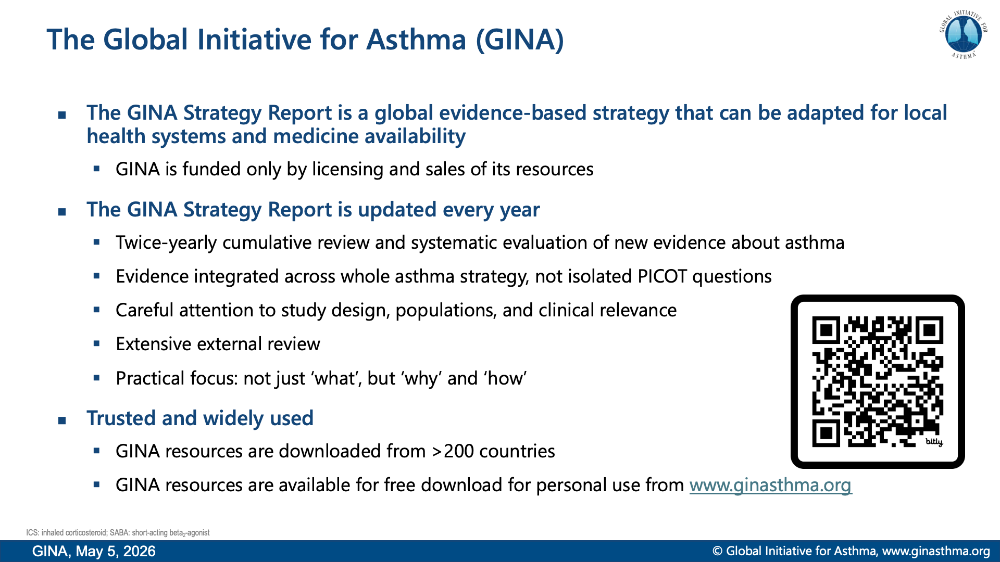 The Global Initiative for Asthma (GINA)
GLOBAL INITIATIVE FOR
ASTHMA
■ The GINA Strategy Report is a global evidence-based strategy that can be adapted for local
health systems and medicine availability
▪ GINA is funded only by licensing and sales of its resources
■ The GINA Strategy Report is updated every year
▪ Twice-yearly cumulative review and systematic evaluation of new evidence about asthma
▪ Evidence integrated across whole asthma strategy, not isolated PICOT questions
▪ Careful attention to study design, populations, and clinical relevance
▪ Extensive external review
▪ Practical focus: not just ‘what’, but ‘why’ and ‘how’
■ Trusted and widely used
▪ GINA resources are downloaded from >200 countries
▪ GINA resources are available for free download for personal use from www.ginasthma.org
bitly
ICS: inhaled corticosteroid; SABA: short-acting beta₂-agonist
GINA, May 5, 2026
© Global Initiative for Asthma, www.ginasthma.org